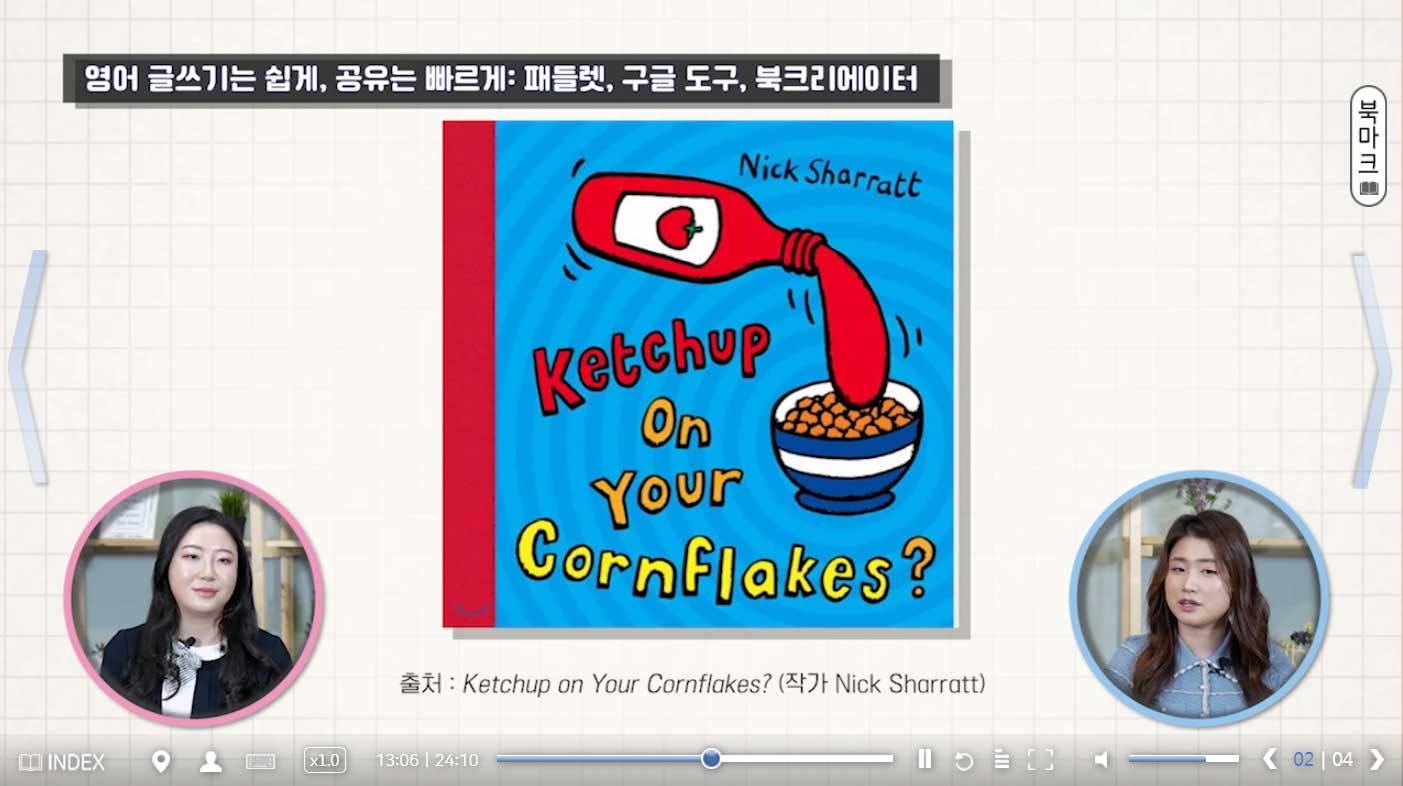 영어 글쓰기는 쉽게, 공유는 빠르게: 패들렛, 구글 도구, 북크리에이터
북마크
Nick Sharratt
Ketchup
On
Your
Cornflakes?
출처 : Ketchup on Your Cornflakes? (작가 Nick Sharratt)
INDEX
x1.0
13:06 | 24:10
02 | 04